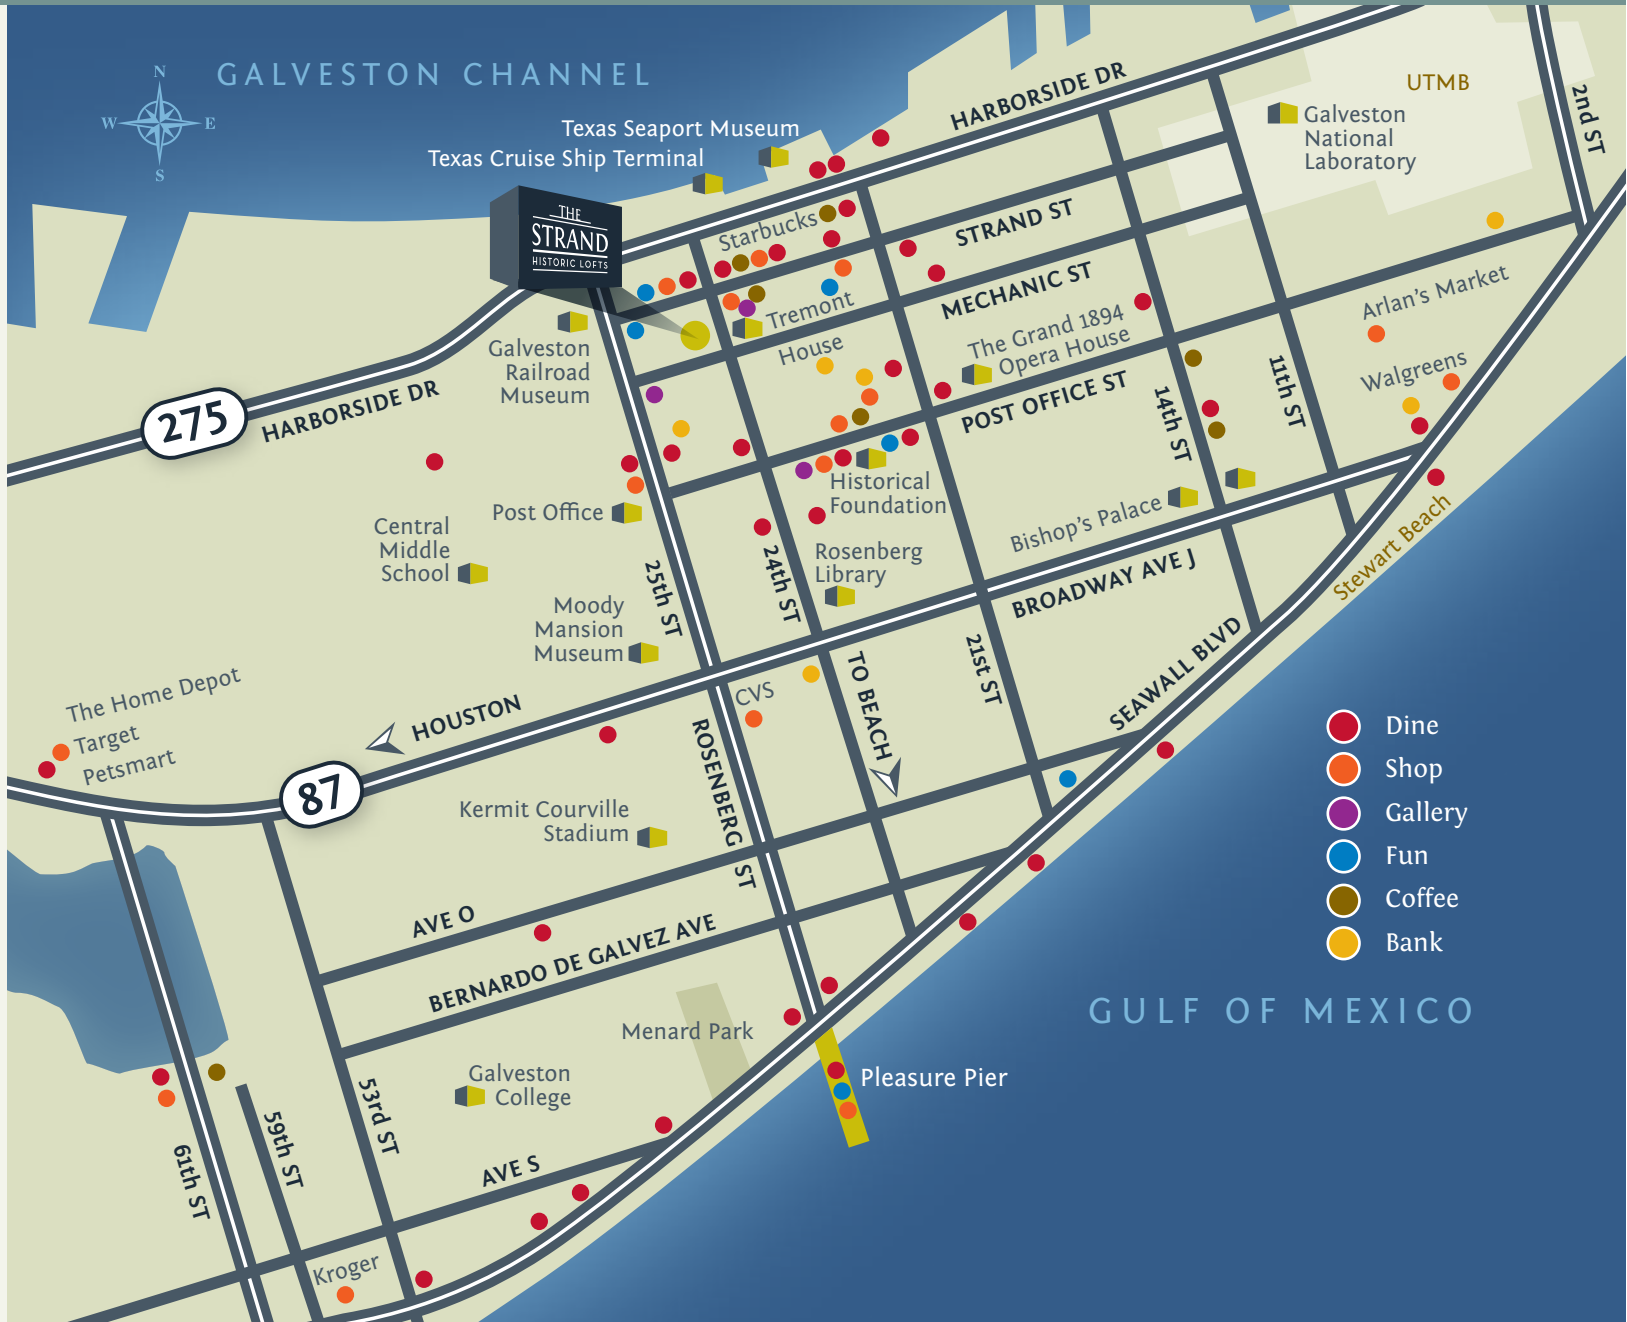 GALVESTON CHANNEL
N
W
E
S
Texas Seaport Museum
Texas Cruise Ship Terminal
HARBORSIDE DR
UTMB
Galveston
National
Laboratory
2nd ST
THE
STRAND
HISTORIC LOFTS
Starbucks
STRAND ST
MECHANIC ST
Tremont
House
The Grand 1894
Opera House
Arlan's Market
Walgreens
Galveston
Railroad
Museum
275
HARBORSIDE DR
POST OFFICE ST
14th ST
11th ST
Historical
Foundation
Post Office
Bishop's Palace
Stewart Beach
Central
Middle
School
25th ST
24th ST
Rosenberg
Library
BROADWAY AVE J
Moody
Mansion
Museum
21st ST
SEAWALL BLVD
TO BEACH
CVS
HOUSTON
ROSENBERG ST
The Home Depot
Target
Petsmart
87
Kermit Courville
Stadium
Dine
Shop
Gallery
Fun
Coffee
Bank
AVE O
BERNARDO DE GALVEZ AVE
GULF OF MEXICO
Menard Park
Galveston
College
Pleasure Pier
53rd ST
59th ST
61th ST
AVE S
Kroger